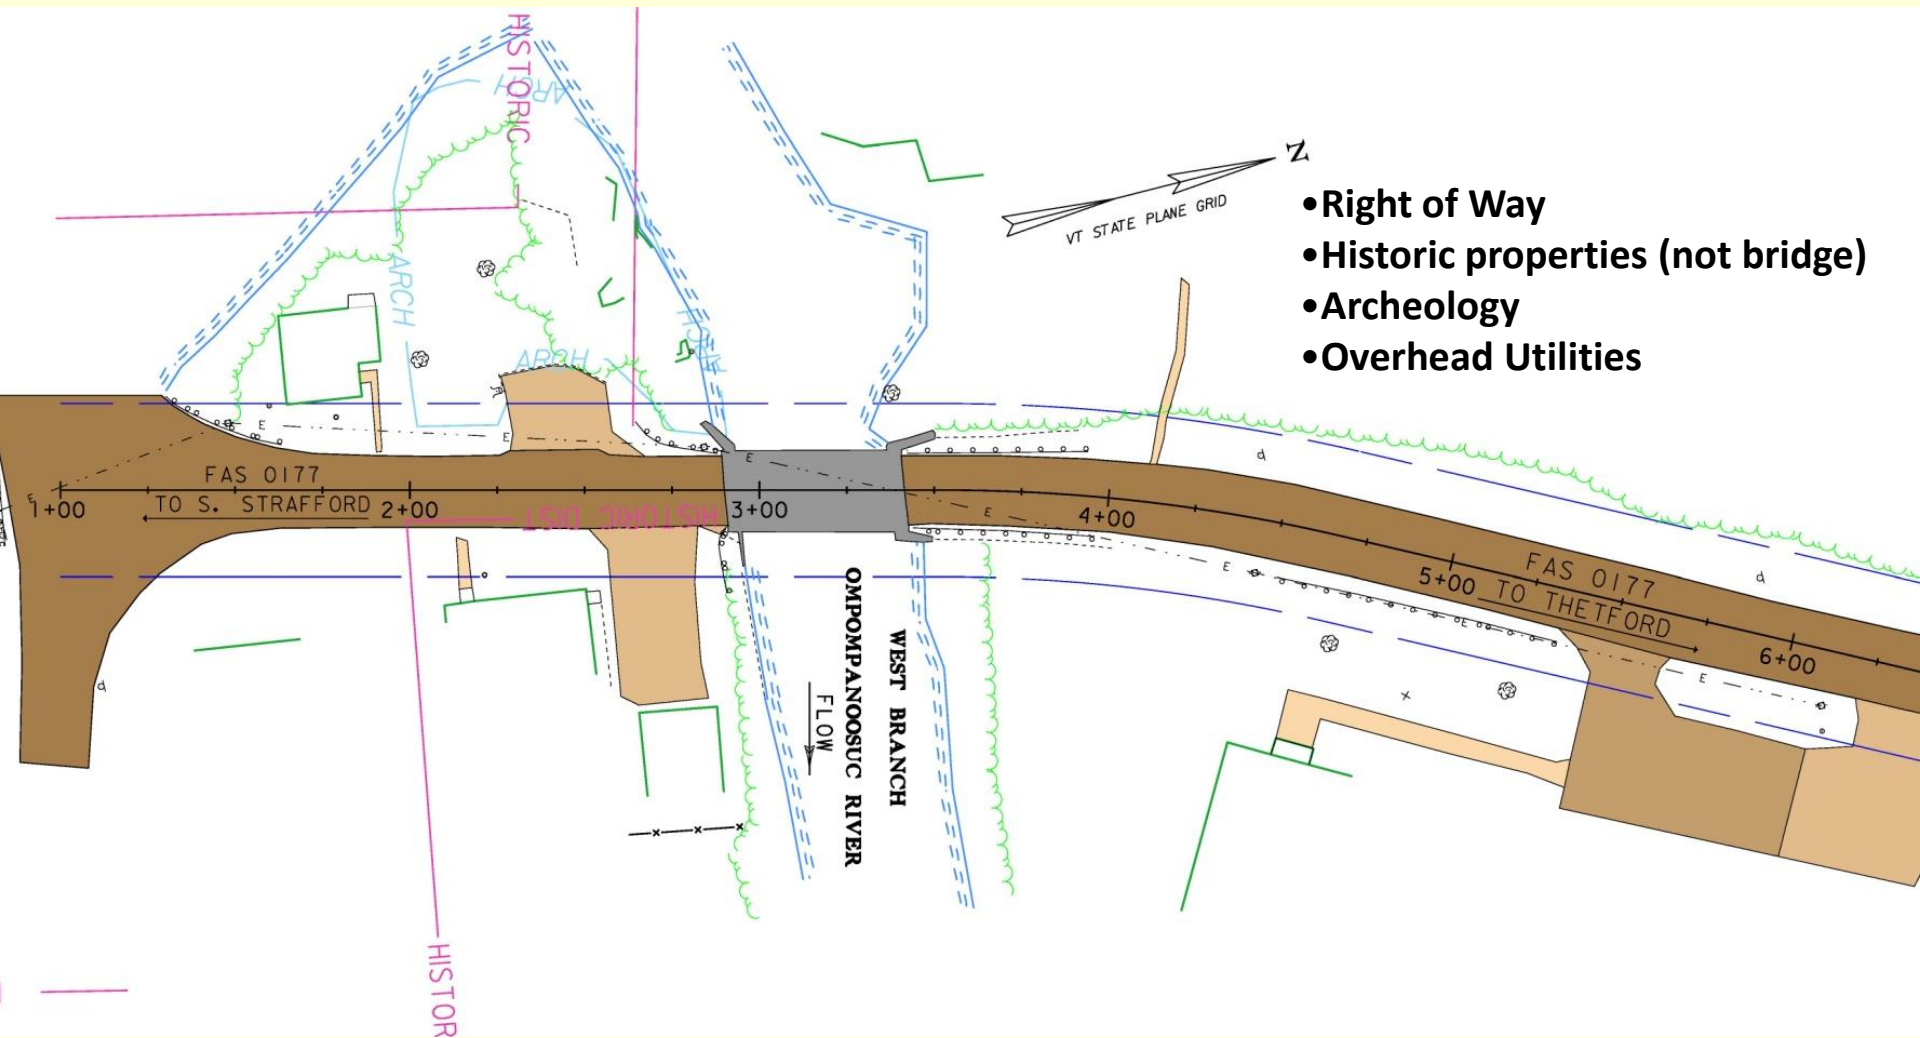 HISTORIC
ARCH
N
VT STATE PLANE GRID
•Right of Way
•Historic properties (not bridge)
•Archeology
•Overhead Utilities
ARCH
ARCH
ARCH
E
E
E
FAS 0177
TO S. STRAFFORD
E
1+00
2+00
HISTORIC DIST
3+00
E
4+00
d
E
5+00
FAS 0177
TO THETFORD
d
E
6+00
E
d
WEST BRANCH
OMPOMPANOOSUC RIVER
FLOW
HISTOR